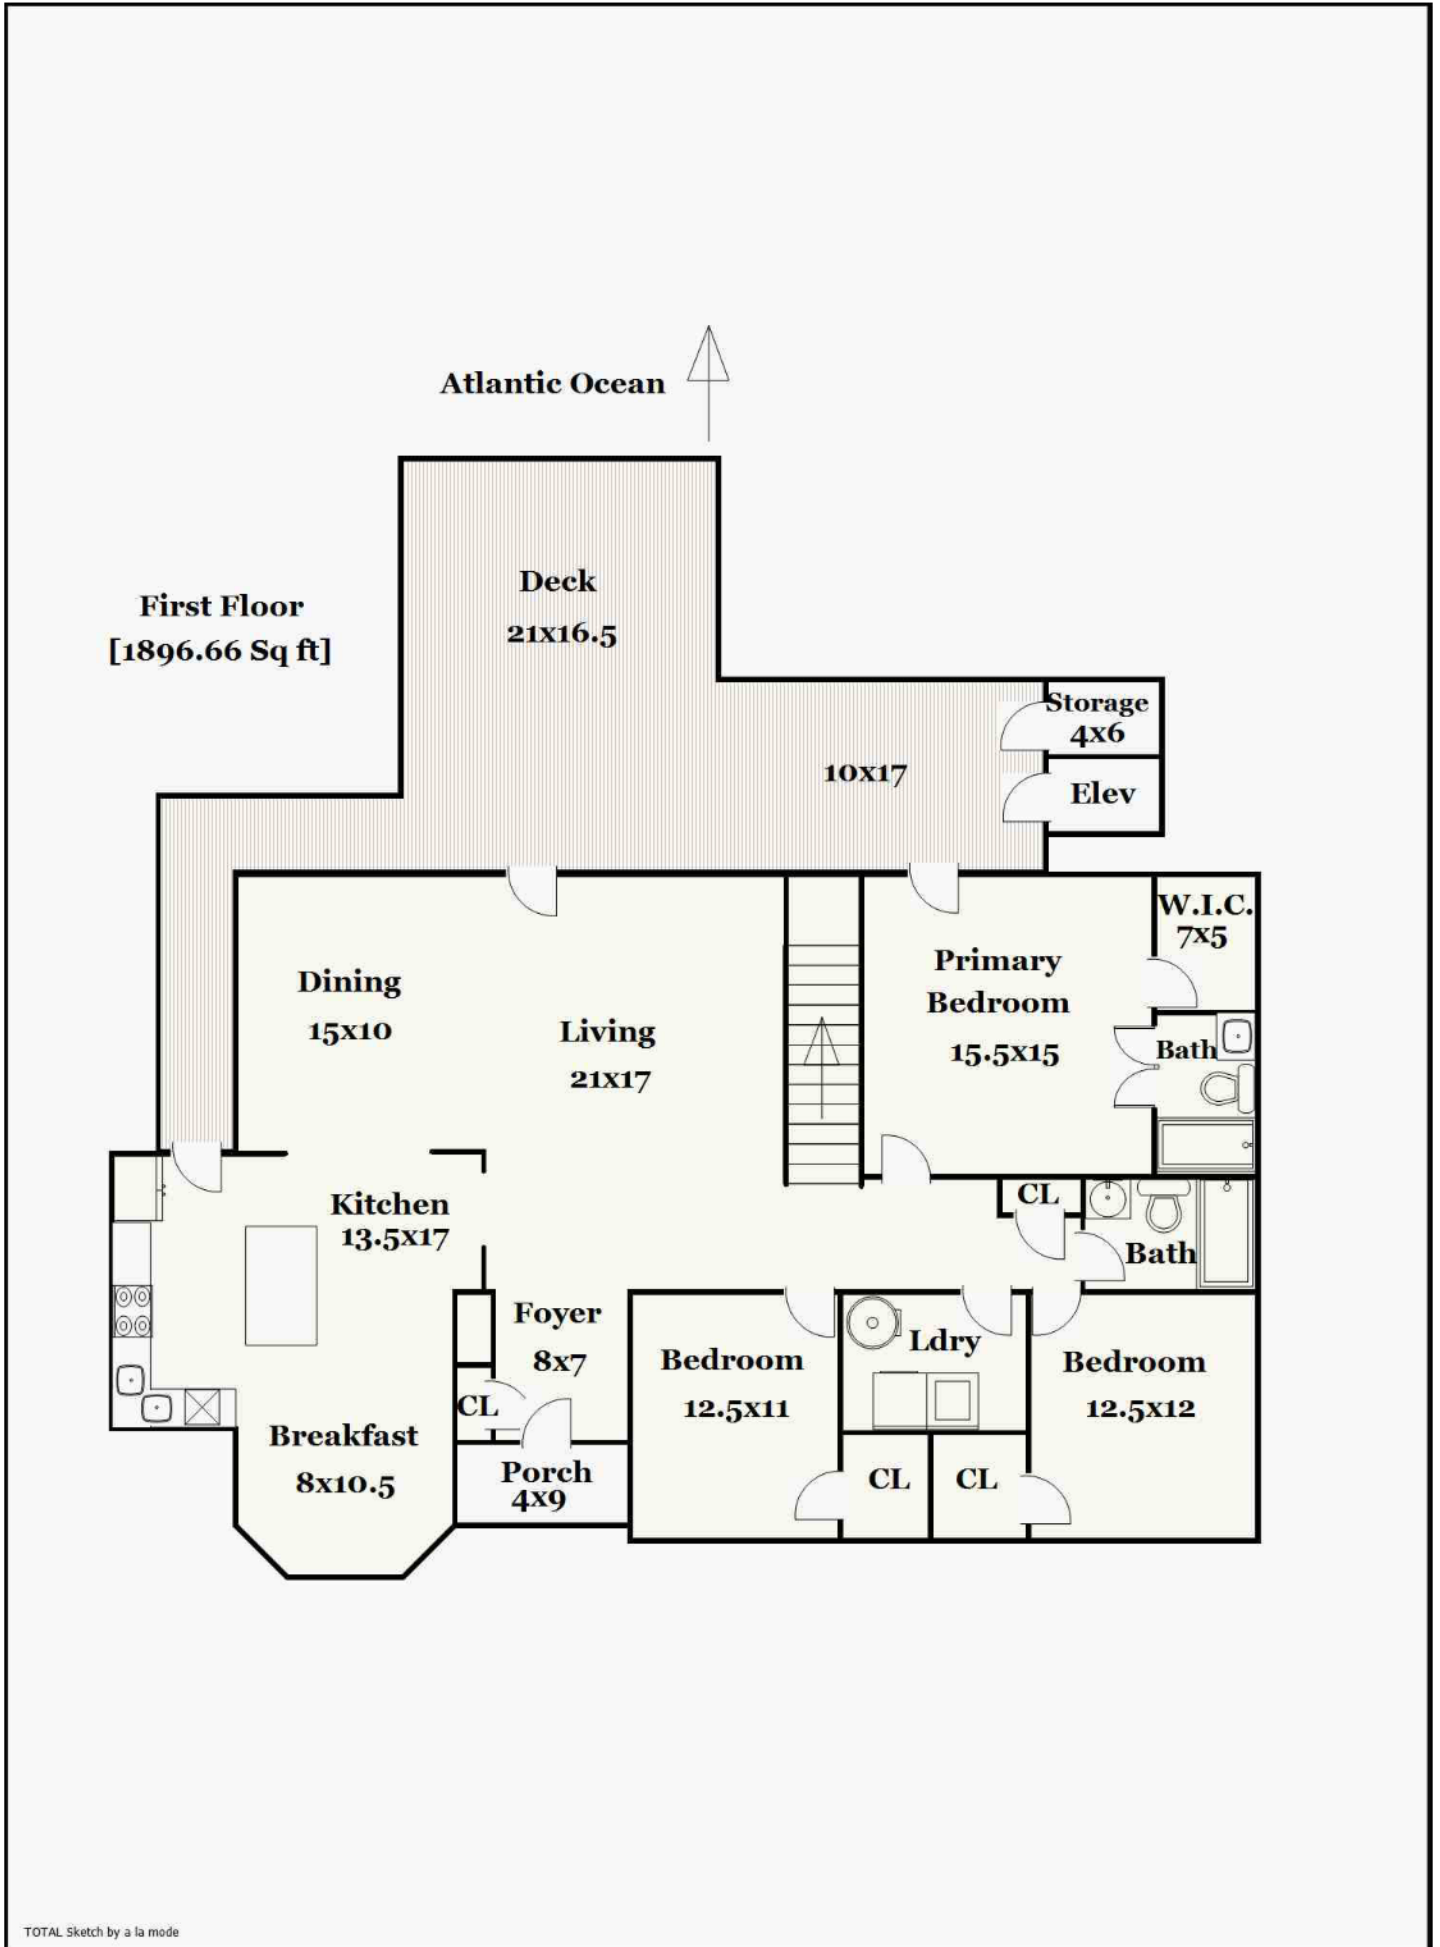 Atlantic Ocean
First Floor
[1896.66 Sq ft]
Deck
21x16.5
Storage
4x6
10x17
Elev
W.I.C.
7x5
Dining
15x10
Living
21x17
Primary
Bedroom
15.5x15
Bath
Kitchen
13.5x17
CL
Bath
Foyer
8x7
Ldry
Bedroom
12.5x11
Bedroom
12.5x12
CL
Breakfast
8x10.5
Porch
4x9
CL
CL
TOTAL Sketch by a la mode